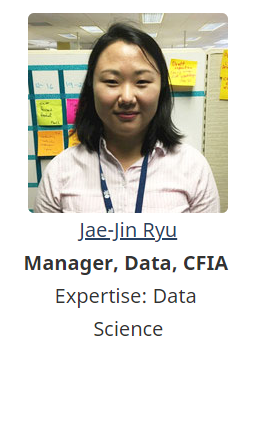 Jae-Jin Ryu
Manager, Data, CFIA
Expertise: Data
Science